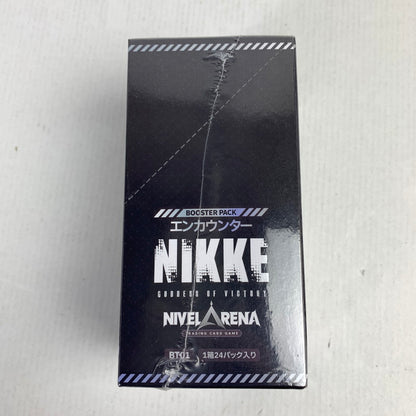 BOOSTER PACK
エンカウンター
NIKKE
GODDESS OF VICTORY
NIVEL ARENA
TRADING CARD GAME
BT01 1箱24パック入り